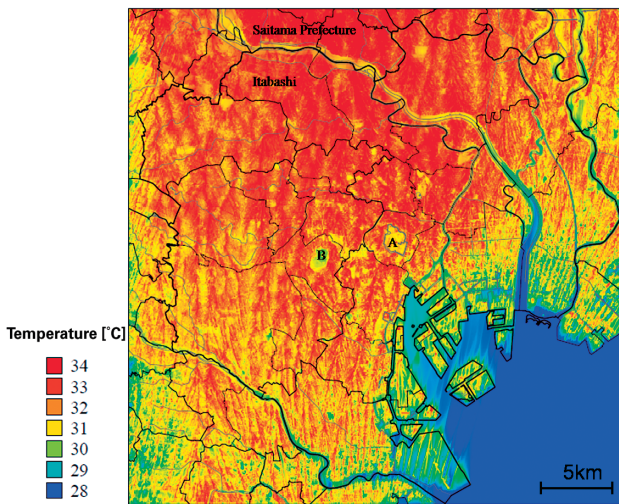 Saitama Prefecture
Itabashi
A
B
Temperature [°C]
34
33
32
31
30
29
28
5km